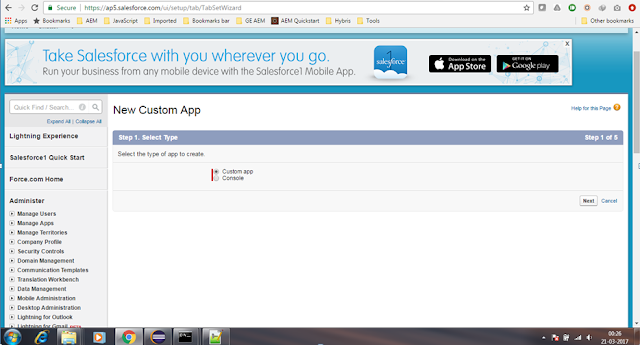 Secure https://ap5.salesforce.com/ui/setup/tab/TabSetWizard
Apps Bookmarks AEM JavaScript Imported Bookmarks Bookmarks bar GE AEM AEM Quickstart Hybris Tools Other bookmarks
Take Salesforce with you wherever you go.
Run your business from any mobile device with the Salesforce1 Mobile App.
salesforce
1
Download on the
App Store
GET IT ON
Google play
X
Quick Find / Search...
Expand All | Collapse All
Lightning Experience
Salesforce1 Quick Start
Force.com Home
Administer
Manage Users
Manage Apps
Manage Territories
Company Profile
Security Controls
Domain Management
Communication Templates
Translation Workbench
Data Management
Mobile Administration
Desktop Administration
Lightning for Outlook
Lightning for Gmail BETA
New Custom App
Help for this Page
Step 1. Select Type
Step 1 of 5
Select the type of app to create.
Custom app
Console
Next Cancel
00:26
21-03-2017